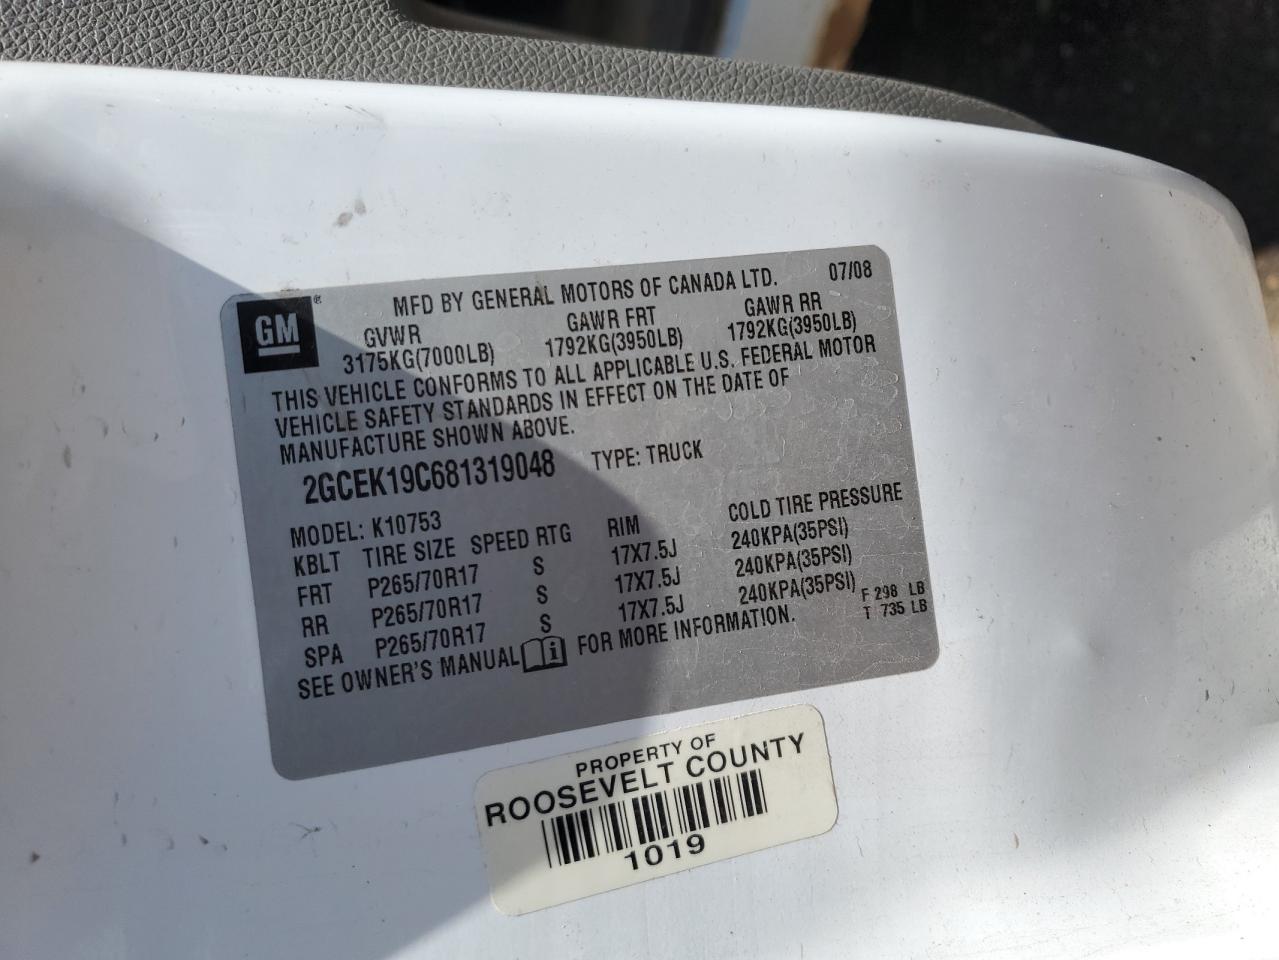 MFD BY GENERAL MOTORS OF CANADA LTD. 07/08
GM ®
GVWR GAWR FRT GAWR RR
3175KG(7000LB) 1792KG(3950LB) 1792KG(3950LB)
THIS VEHICLE CONFORMS TO ALL APPLICABLE U.S. FEDERAL MOTOR
VEHICLE SAFETY STANDARDS IN EFFECT ON THE DATE OF
MANUFACTURE SHOWN ABOVE.
2GCEK19C681319048 TYPE: TRUCK
MODEL: K10753
KBLT TIRE SIZE SPEED RTG RIM COLD TIRE PRESSURE
FRT P265/70R17 S 17X7.5J 240KPA(35PSI)
RR P265/70R17 S 17X7.5J 240KPA(35PSI)
SPA P265/70R17 S 17X7.5J 240KPA(35PSI) F 298 LB
SEE OWNER'S MANUAL i FOR MORE INFORMATION. T 735 LB
PROPERTY OF
ROOSEVELT COUNTY
1019